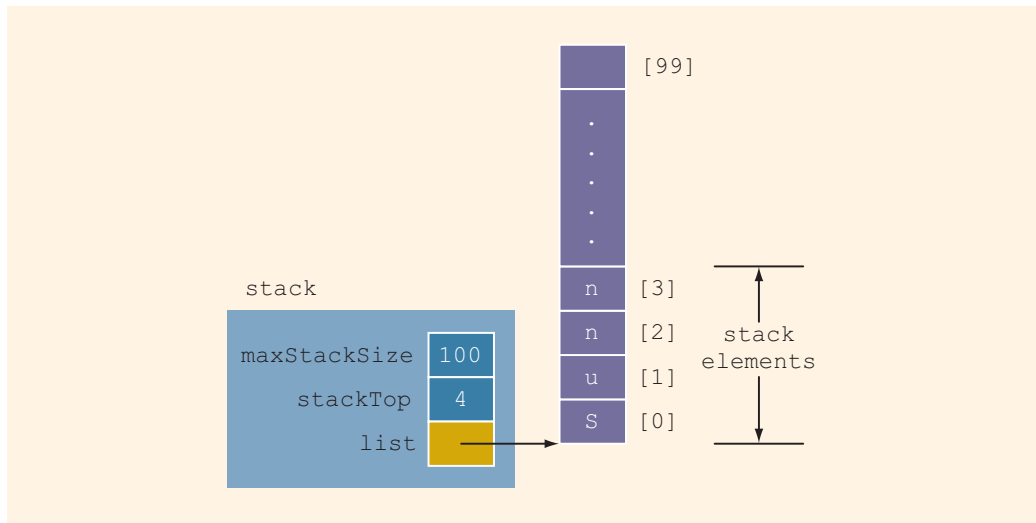 [99]
.
.
.
.
.
stack
n [3]
n [2]
stack
elements
u [1]
S [0]
maxStackSize 100
stackTop 4
list